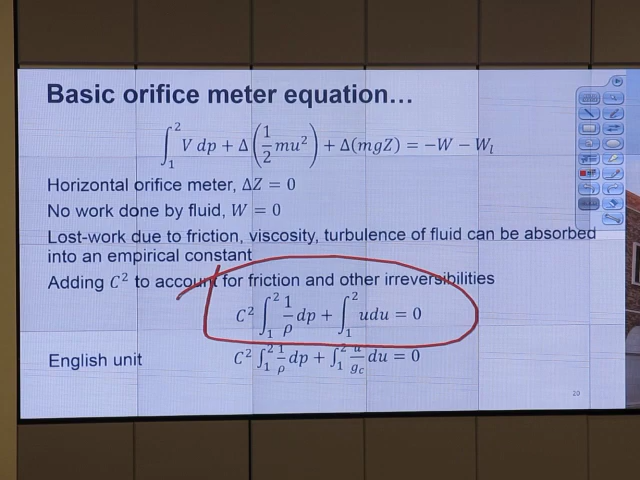 Basic orifice meter equation…
∫₁² V dp + Δ(½mu²) + Δ(mgZ) = −W − Wₗ
Horizontal orifice meter, ΔZ = 0
No work done by fluid, W = 0
Lost-work due to friction, viscosity, turbulence of fluid can be absorbed
into an empirical constant
Adding C² to account for friction and other irreversibilities
C² ∫₁² 1/ρ dp + ∫₁² udu = 0
English unit C² ∫₁² 1/ρ dp + ∫₁² u/g_c du = 0
20